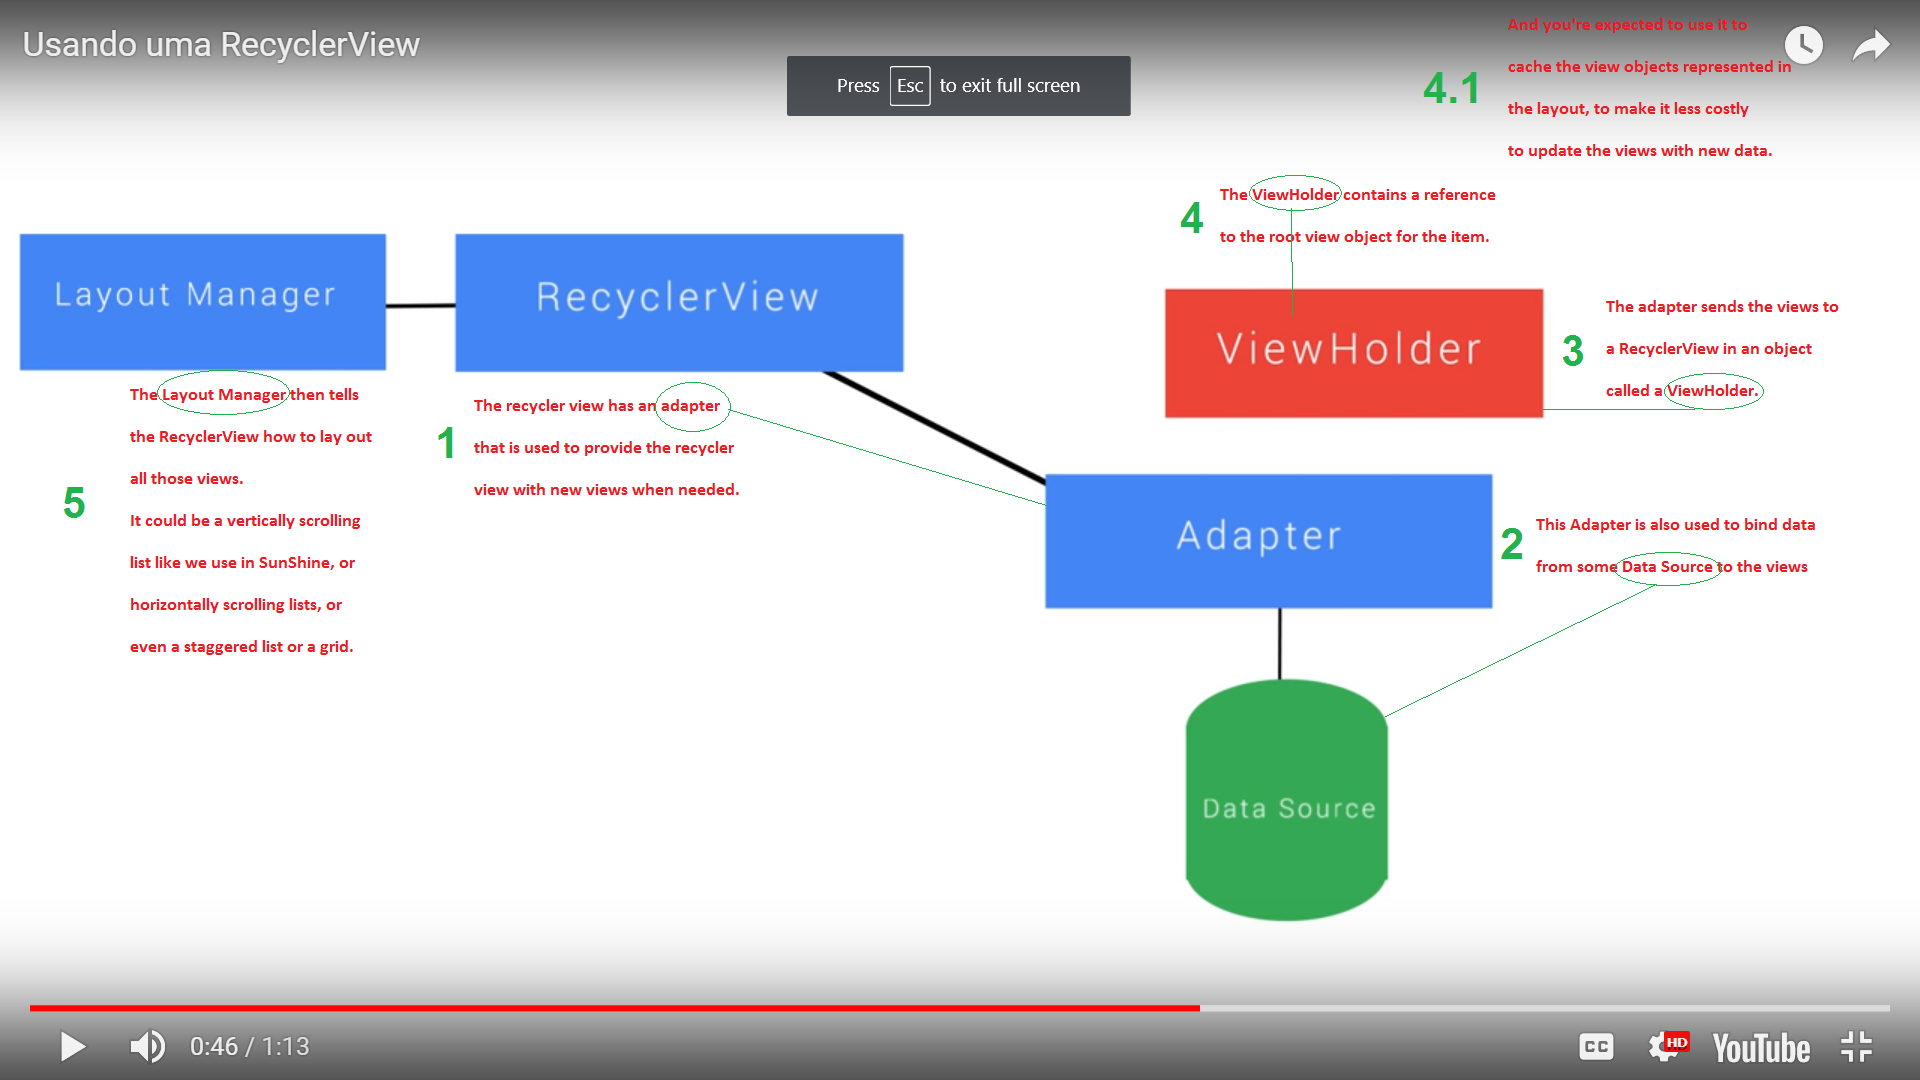 Usando uma RecyclerView
Press Esc to exit full screen
4.1
And you're expected to use it to
cache the view objects represented in
the layout, to make it less costly
to update the views with new data.
4
The ViewHolder contains a reference
to the root view object for the item.
Layout Manager
RecyclerView
ViewHolder
3
The adapter sends the views to
a RecyclerView in an object
called a ViewHolder.
5
The Layout Manager then tells
the RecyclerView how to lay out
all those views.
It could be a vertically scrolling
list like we use in SunShine, or
horizontally scrolling lists, or
even a staggered list or a grid.
1
The recycler view has an adapter
that is used to provide the recycler
view with new views when needed.
Adapter
2
This Adapter is also used to bind data
from some Data Source to the views
Data Source
0:46 / 1:13
CC
HD
YouTube